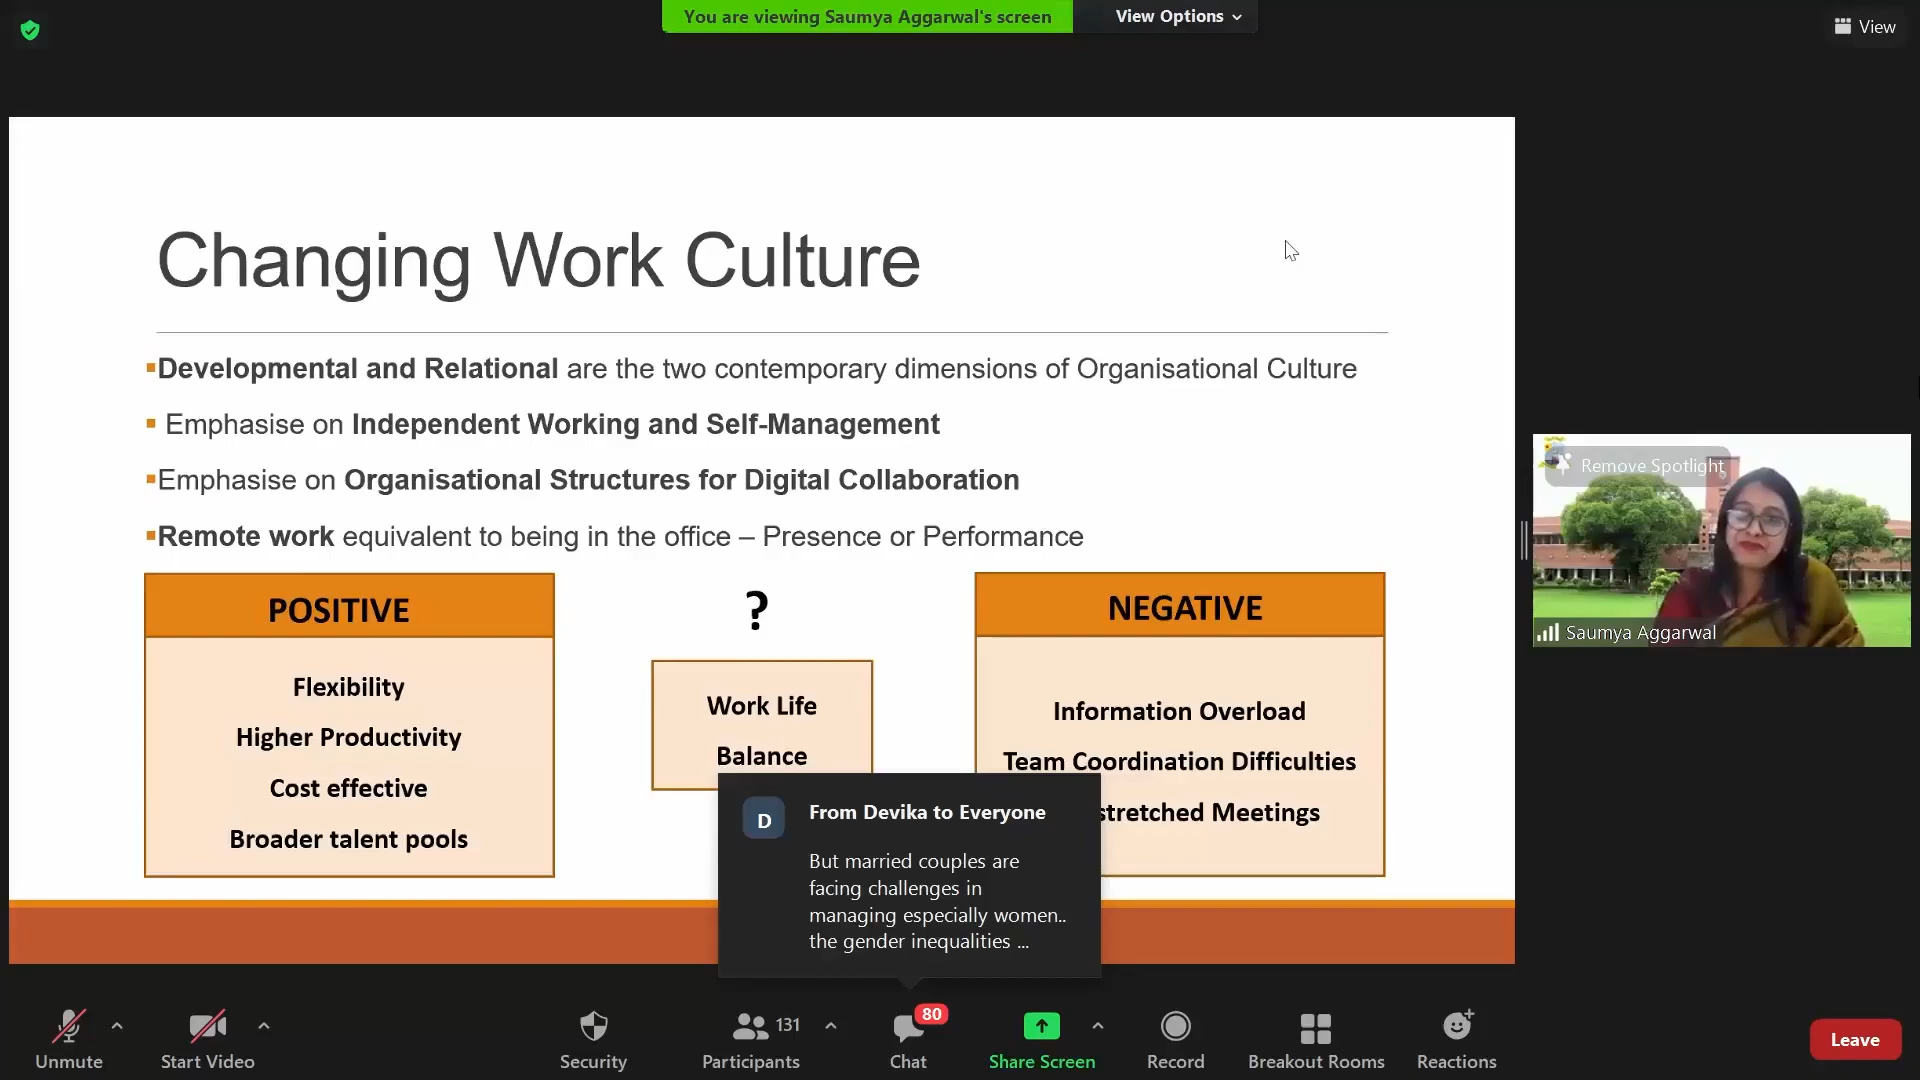 You are viewing Saumya Aggarwal's screen
View Options
View
Changing Work Culture
Developmental and Relational are the two contemporary dimensions of Organisational Culture
Emphasise on Independent Working and Self-Management
Emphasise on Organisational Structures for Digital Collaboration
Remote work equivalent to being in the office – Presence or Performance
POSITIVE
Flexibility
Higher Productivity
Cost effective
Broader talent pools
?
Work Life
Balance
NEGATIVE
Information Overload
Team Coordination Difficulties
stretched Meetings
Remove Spotlight
Saumya Aggarwal
D
From Devika to Everyone
But married couples are
facing challenges in
managing especially women..
the gender inequalities ...
Unmute
Start Video
Security
131
Participants
80
Chat
Share Screen
Record
Breakout Rooms
Reactions
Leave